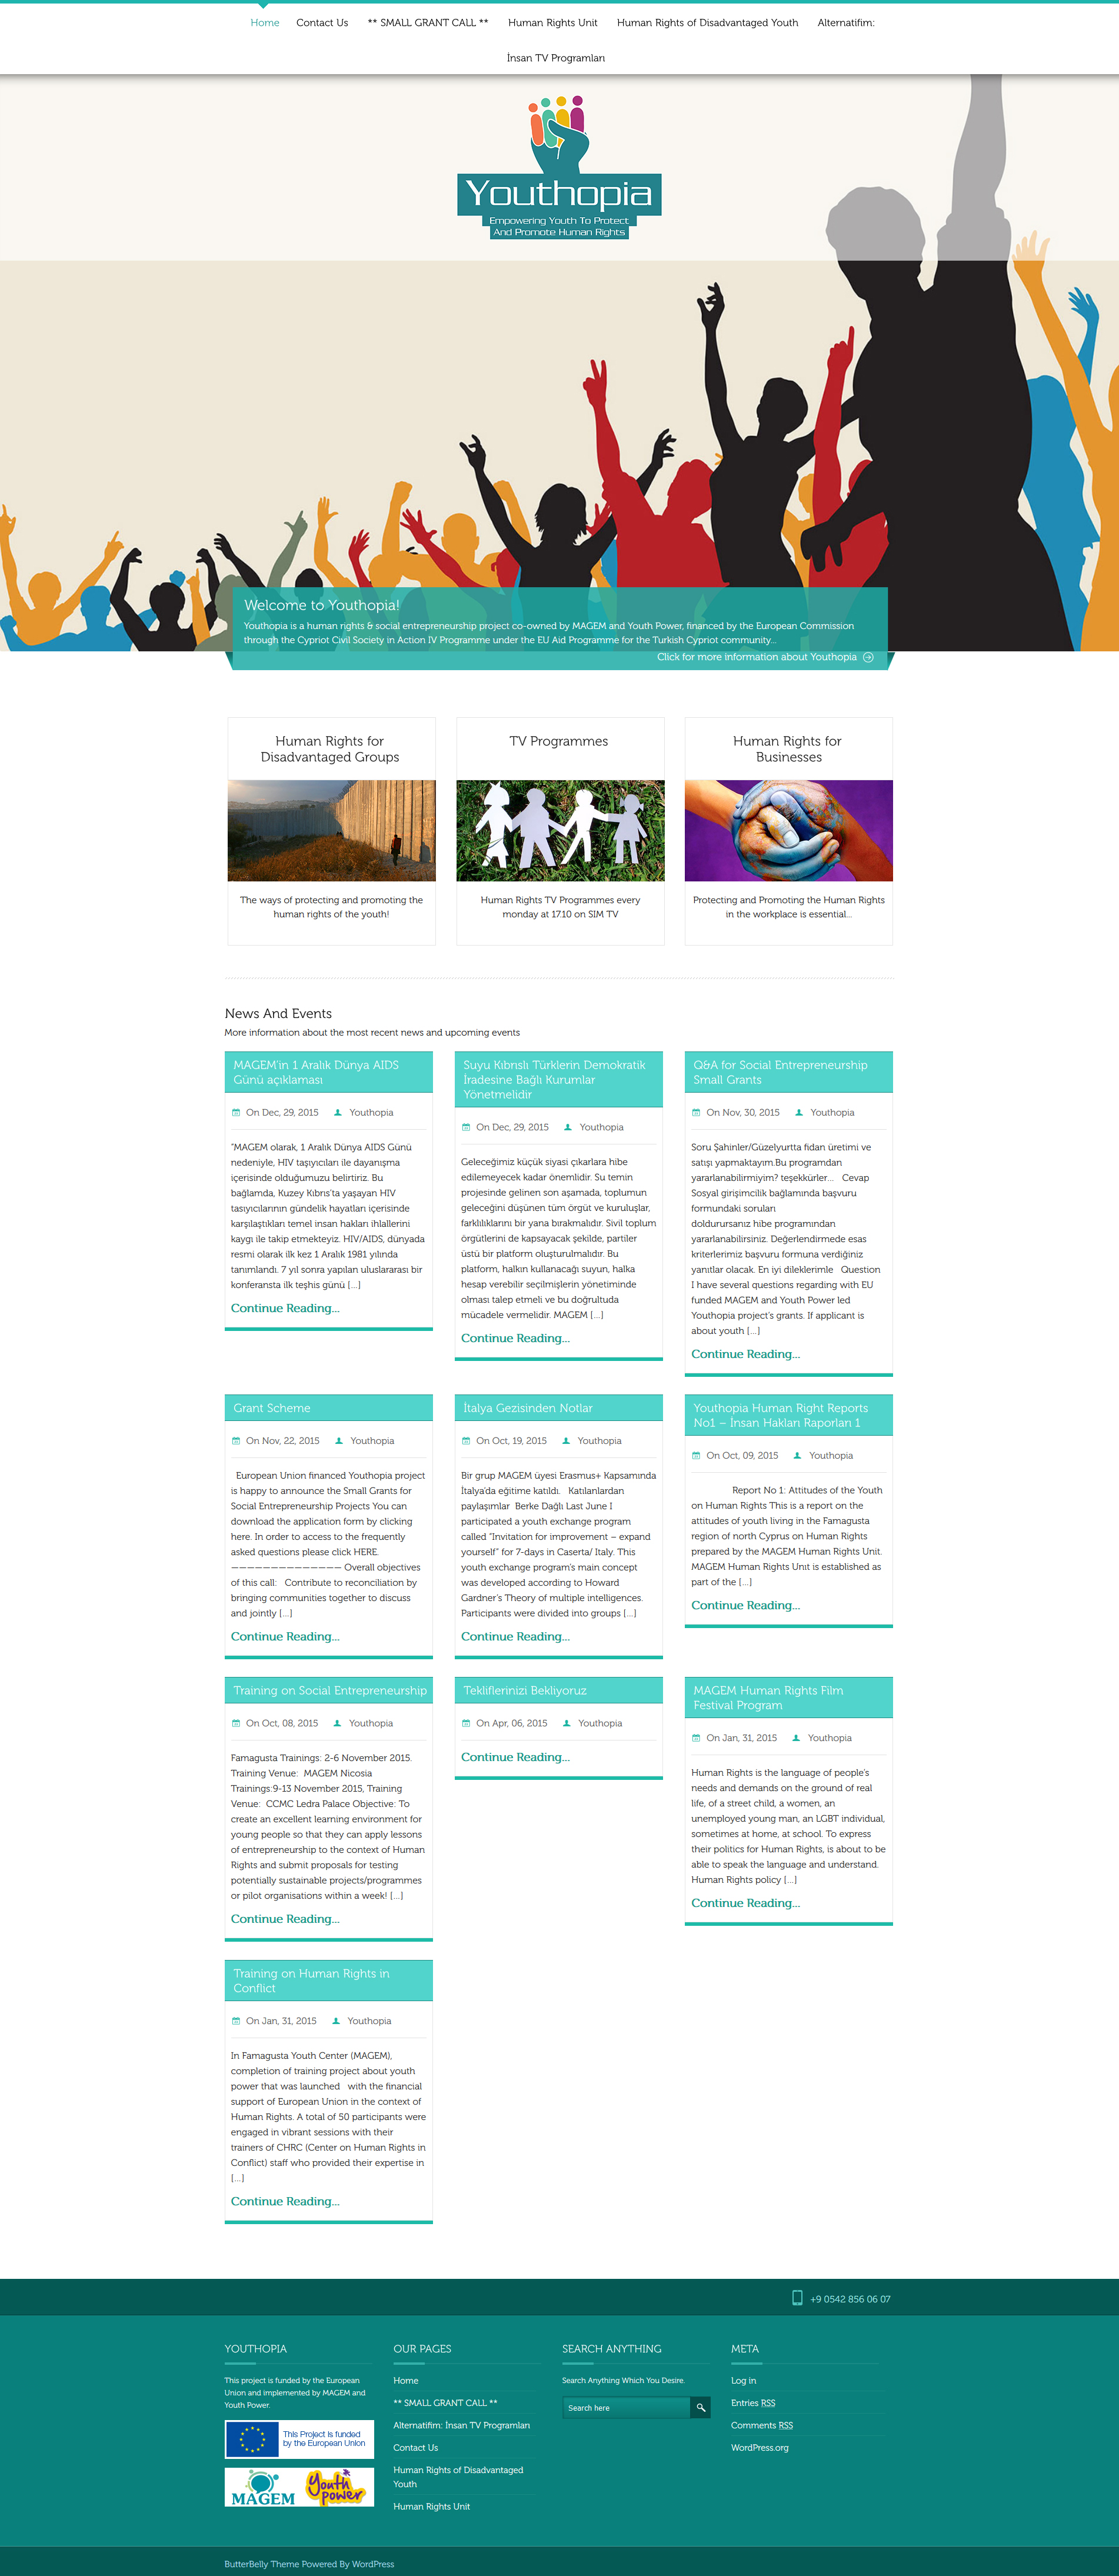 Home Contact Us ** SMALL GRANT CALL ** Human Rights Unit Human Rights of Disadvantaged Youth Alternatifim:
İnsan TV Programları
Youthopia
Empowering Youth To Protect
And Promote Human Rights
Welcome to Youthopia!
Youthopia is a human rights & social entrepreneurship project co-owned by MAGEM and Youth Power, financed by the European Commission
through the Cypriot Civil Society in Action IV Programme under the EU Aid Programme for the Turkish Cypriot community...
Click for more information about Youthopia
Human Rights for
Disadvantaged Groups
The ways of protecting and promoting the
human rights of the youth!
TV Programmes
Human Rights TV Programmes every
monday at 17.10 on SIM TV
Human Rights for
Businesses
Protecting and Promoting the Human Rights
in the workplace is essential...
News And Events
More information about the most recent news and upcoming events
MAGEM'in 1 Aralık Dünya AIDS
Günü açıklaması
On Dec, 29, 2015 Youthopia
"MAGEM olarak, 1 Aralık Dünya AIDS Günü
nedeniyle, HIV taşıyıcıları ile dayanışma
içerisinde olduğumuzu belirtiriz. Bu
bağlamda, Kuzey Kıbrıs'ta yaşayan HIV
tasıyıcılarının gündelik hayatları içerisinde
karşılaştıkları temel insan hakları ihlallerini
kaygı ile takip etmekteyiz. HIV/AIDS, dünyada
resmi olarak ilk kez 1 Aralık 1981 yılında
tanımlandı. 7 yıl sonra yapılan uluslararası bir
konferansta ilk teşhis günü [...]
Continue Reading...
Suyu Kıbrıslı Türklerin Demokratik
İradesine Bağlı Kurumlar
Yönetmelidir
On Dec, 29, 2015 Youthopia
Geleceğimiz küçük siyasi çıkarlara hibe
edilemeyecek kadar önemlidir. Su temin
projesinde gelinen son aşamada, toplumun
geleceğini düşünen tüm örgüt ve kuruluşlar,
farklılıklarını bir yana bırakmalıdır. Sivil toplum
örgütlerini de kapsayacak şekilde, partiler
üstü bir platform oluşturulmalıdır. Bu
platform, halkın kullanacağı suyun, halka
hesap verebilir seçilmişlerin yönetiminde
olması talep etmeli ve bu doğrultuda
mücadele vermelidir. MAGEM [...]
Continue Reading...
Q&A for Social Entrepreneurship
Small Grants
On Nov, 30, 2015 Youthopia
Soru Şahinler/Güzelyurtta fidan üretimi ve
satışı yapmaktayım.Bu programdan
yararlanabilirmiyim? teşekkürler... Cevap
Sosyal girişimcilik bağlamında başvuru
formundaki soruları
doldurursanız hibe programından
yararlanabilirsiniz. Değerlendirmede esas
kriterlerimiz başvuru formuna verdiğiniz
yanıtlar olacak. En iyi dileklerimle Question
I have several questions regarding with EU
funded MAGEM and Youth Power led
Youthopia project's grants. If applicant is
about youth [...]
Continue Reading...
Grant Scheme
On Nov, 22, 2015 Youthopia
European Union financed Youthopia project
is happy to announce the Small Grants for
Social Entrepreneurship Projects You can
download the application form by clicking
here. In order to access to the frequently
asked questions please click HERE.
——————————————— Overall objectives
of this call: Contribute to reconciliation by
bringing communities together to discuss
and jointly [...]
Continue Reading...
İtalya Gezisinden Notlar
On Oct, 19, 2015 Youthopia
Bir grup MAGEM üyesi Erasmus+ Kapsamında
İtalya'da eğitime katıldı. Katılanlardan
paylaşımlar Berke Dağlı Last June I
participated a youth exchange program
called "Invitation for improvement – expand
yourself" for 7-days in Caserta/ Italy. This
youth exchange program's main concept
was developed according to Howard
Gardner's Theory of multiple intelligences.
Participants were divided into groups [...]
Continue Reading...
Youthopia Human Right Reports
No1 – İnsan Hakları Raporları 1
On Oct, 09, 2015 Youthopia
Report No 1: Attitudes of the Youth
on Human Rights This is a report on the
attitudes of youth living in the Famagusta
region of north Cyprus on Human Rights
prepared by the MAGEM Human Rights Unit.
MAGEM Human Rights Unıt is established as
part of the [...]
Continue Reading...
Training on Social Entrepreneurship
On Oct, 08, 2015 Youthopia
Famagusta Trainings: 2-6 November 2015.
Training Venue: MAGEM Nicosia
Trainings:9-13 November 2015, Training
Venue: CCMC Ledra Palace Objective: To
create an excellent learning environment for
young people so that they can apply lessons
of entrepreneurship to the context of Human
Rights and submit proposals for testing
potentially sustainable projects/programmes
or pilot organisations within a week! [...]
Continue Reading...
Tekliflerinizi Bekliyoruz
On Apr, 06, 2015 Youthopia
Continue Reading...
MAGEM Human Rights Film
Festival Program
On Jan, 31, 2015 Youthopia
Human Rights is the language of people's
needs and demands on the ground of real
life, of a street child, a women, an
unemployed young man, an LGBT individual,
sometimes at home, at school. To express
their politics for Human Rights, is about to be
able to speak the language and understand.
Human Rights policy [...]
Continue Reading...
Training on Human Rights in
Conflict
On Jan, 31, 2015 Youthopia
In Famagusta Youth Center (MAGEM),
completion of training project about youth
power that was launched with the financial
support of European Union in the context of
Human Rights. A total of 50 participants were
engaged in vibrant sessions with their
trainers of CHRC (Center on Human Rights in
Conflict) staff who provided their expertise in
[...]
Continue Reading...
+9 0542 856 06 07
YOUTHOPIA
This project is funded by the European
Union and implemented by MAGEM and
Youth Power.
This Project is funded
by the European Union
MAGEM
Youth power
OUR PAGES
Home
** SMALL GRANT CALL **
Alternatifim: İnsan TV Programları
Contact Us
Human Rights of Disadvantaged
Youth
Human Rights Unit
SEARCH ANYTHING
Search Anything Which You Desire.
Search here
META
Log in
Entries RSS
Comments RSS
WordPress.org
ButterBelly Theme Powered By WordPress